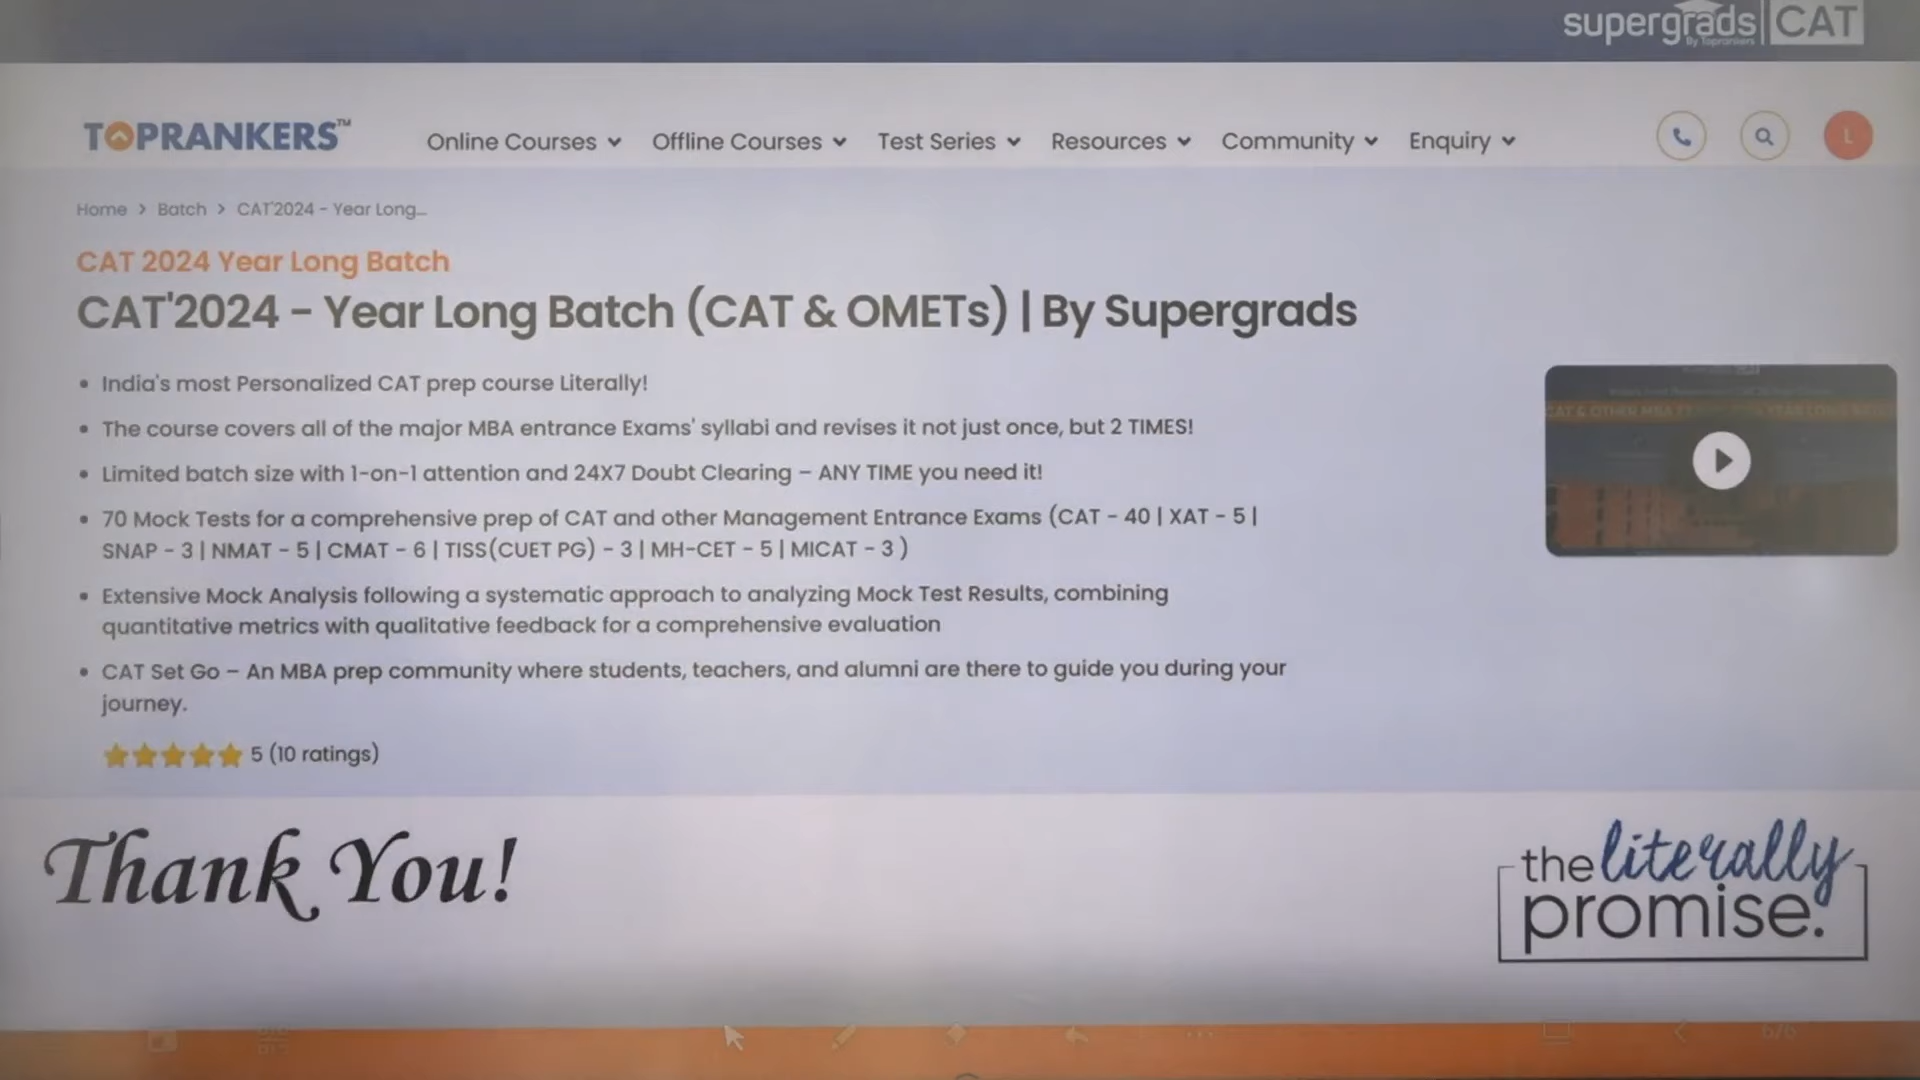 supergrads CAT
By Toprankers
TOPRANKERS™
Online Courses Offline Courses Test Series Resources Community Enquiry
L
Home > Batch > CAT'2024 - Year Long...
CAT 2024 Year Long Batch
CAT'2024 - Year Long Batch (CAT & OMETs) | By Supergrads
• India's most Personalized CAT prep course Literally!
• The course covers all of the major MBA entrance Exams' syllabi and revises it not just once, but 2 TIMES!
• Limited batch size with 1-on-1 attention and 24X7 Doubt Clearing – ANY TIME you need it!
• 70 Mock Tests for a comprehensive prep of CAT and other Management Entrance Exams (CAT - 40 | XAT - 5 |
SNAP - 3 | NMAT - 5 | CMAT - 6 | TISS(CUET PG) - 3 | MH-CET - 5 | MICAT - 3 )
• Extensive Mock Analysis following a systematic approach to analyzing Mock Test Results, combining
quantitative metrics with qualitative feedback for a comprehensive evaluation
• CAT Set Go – An MBA prep community where students, teachers, and alumni are there to guide you during your
journey.
5 (10 ratings)
Thank You!
the literally
promise.
6/6